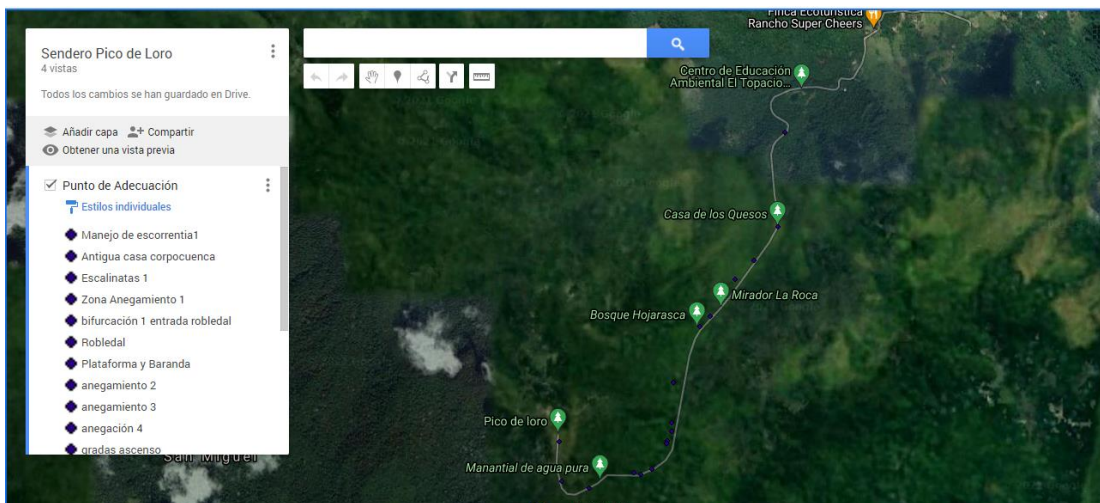 Sendero Pico de Loro
4 vistas
Todos los cambios se han guardado en Drive.
Añadir capa Compartir
Obtener una vista previa
Punto de Adecuación
Estilos individuales
Manejo de escorrentia1
Antigua casa corpocuenca
Escalinatas 1
Zona Anegamiento 1
bifurcación 1 entrada robledal
Robledal
Plataforma y Baranda
anegamiento 2
anegamiento 3
anegación 4
gradas ascenso
San Miguel
Finca Ecoturística
Rancho Super Cheers
Centro de Educación
Ambiental El Topacio...
Casa de los Quesos
Mirador La Roca
Bosque Hojarasca
Pico de loro
Manantial de agua pura